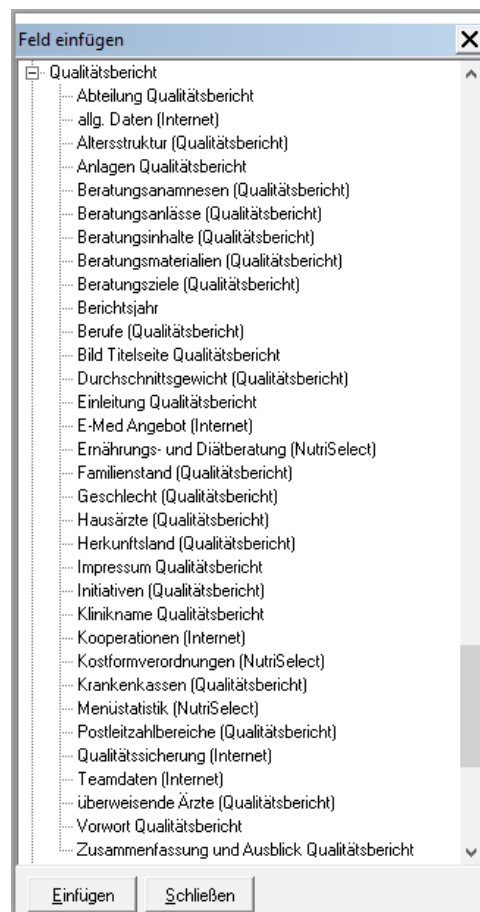 Feld einfügen
Qualitätsbericht
Abteilung Qualitätsbericht
allg. Daten (Internet)
Altersstruktur (Qualitätsbericht)
Anlagen Qualitätsbericht
Beratungsanamnesen (Qualitätsbericht)
Beratungsanlässe (Qualitätsbericht)
Beratungsinhalte (Qualitätsbericht)
Beratungsmaterialien (Qualitätsbericht)
Beratungsziele (Qualitätsbericht)
Berichtsjahr
Berufe (Qualitätsbericht)
Bild Titelseite Qualitätsbericht
Durchschnittsgewicht (Qualitätsbericht)
Einleitung Qualitätsbericht
E-Med Angebot (Internet)
Ernährungs- und Diätberatung (NutriSelect)
Familienstand (Qualitätsbericht)
Geschlecht (Qualitätsbericht)
Hausärzte (Qualitätsbericht)
Herkunftsland (Qualitätsbericht)
Impressum Qualitätsbericht
Initiativen (Qualitätsbericht)
Klinikname Qualitätsbericht
Kooperationen (Internet)
Kostformverordnungen (NutriSelect)
Krankenkassen (Qualitätsbericht)
Menüstatistik (NutriSelect)
Postleitzahlbereiche (Qualitätsbericht)
Qualitätssicherung (Internet)
Teamdaten (Internet)
überweisende Ärzte (Qualitätsbericht)
Vorwort Qualitätsbericht
Zusammenfassung und Ausblick Qualitätsbericht
Einfügen Schließen